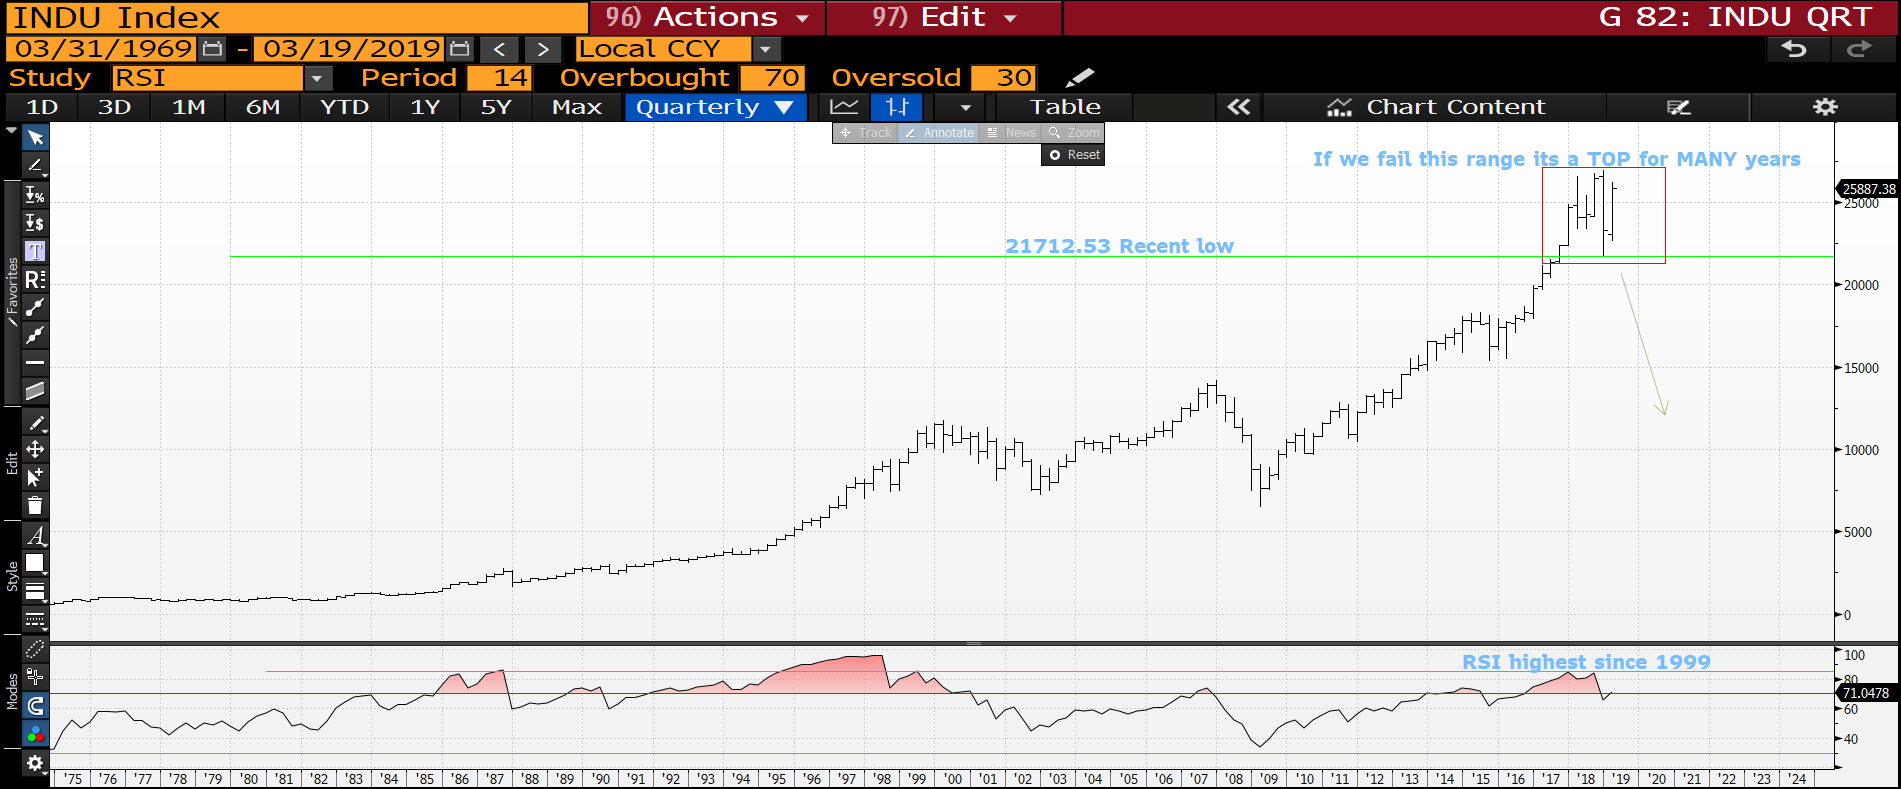 INDU Index 96) Actions 97) Edit G 82: INDU QRT
03/31/1969 - 03/19/2019 < > Local CCY
Study RSI Period 14 Overbought 70 Oversold 30
1D 3D 1M 6M YTD 1Y 5Y Max Quarterly Table Chart Content
Track Annotate News Zoom
Reset
If we fail this range its a TOP for MANY years
25887.38
25000
21712.53 Recent low
20000
15000
10000
5000
0
Favorites
Edit
Style
Modes
T
R
A
RSI highest since 1999
100
80
71.0478
60
40
'75 '76 '77 '78 '79 '80 '81 '82 '83 '84 '85 '86 '87 '88 '89 '90 '91 '92 '93 '94 '95 '96 '97 '98 '99 '00 '01 '02 '03 '04 '05 '06 '07 '08 '09 '10 '11 '12 '13 '14 '15 '16 '17 '18 '19 '20 '21 '22 '23 '24